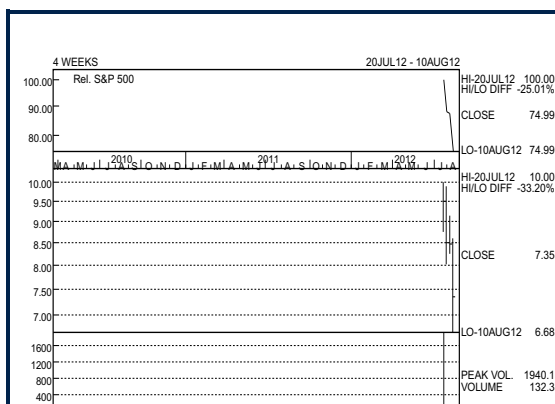 4 WEEKS 20JUL12 - 10AUG12
Rel. S&P 500
100.00
90.00
80.00
HI-20JUL12 100.00
HI/LO DIFF -25.01%
CLOSE 74.99
LO-10AUG12 74.99
2010 2011 2012
M A M J J A S O N D J F M A M J J A S O N D J F M A M J J A
10.00
9.50
9.00
8.50
8.00
7.50
7.00
HI-20JUL12 10.00
HI/LO DIFF -33.20%
CLOSE 7.35
LO-10AUG12 6.68
1600
1200
800
400
PEAK VOL. 1940.1
VOLUME 132.3